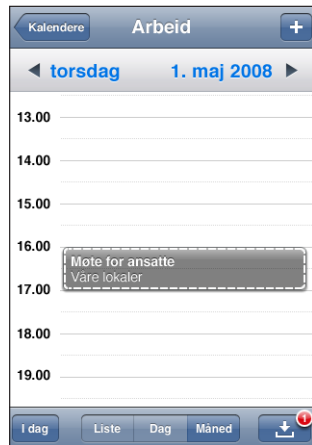 Kalendere Arbeid +
torsdag 1. maj 2008
13.00
14.00
15.00
16.00
Møte for ansatte
Våre lokaler
17.00
18.00
19.00
I dag Liste Dag Måned 1